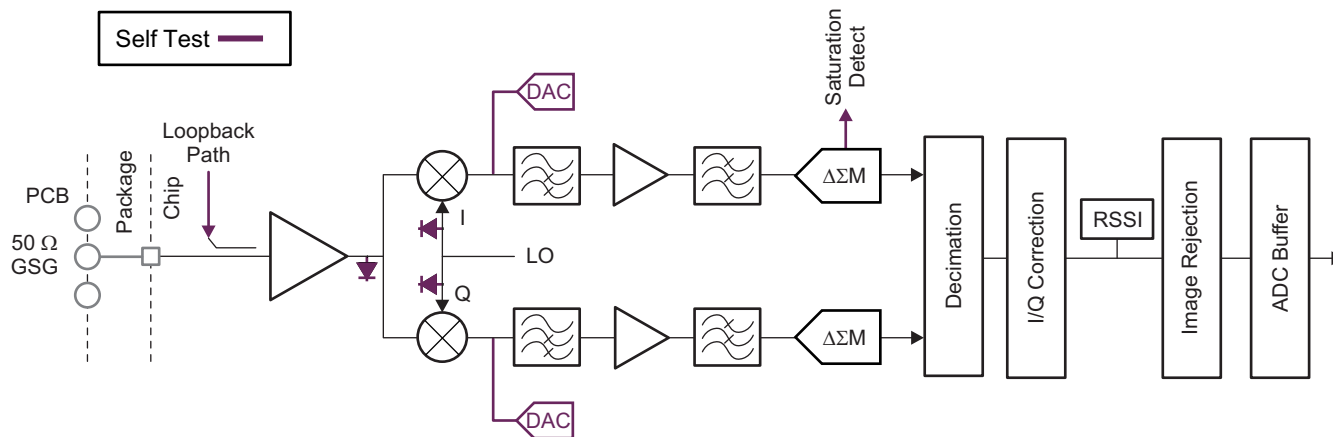 Self Test
DAC
Saturation
Detect
Loopback
Path
PCB
Package
Chip
50 Ω
GSG
I
LO
Q
ΔΣM
Decimation
I/Q Correction
RSSI
Image Rejection
ADC Buffer
ΔΣM
DAC